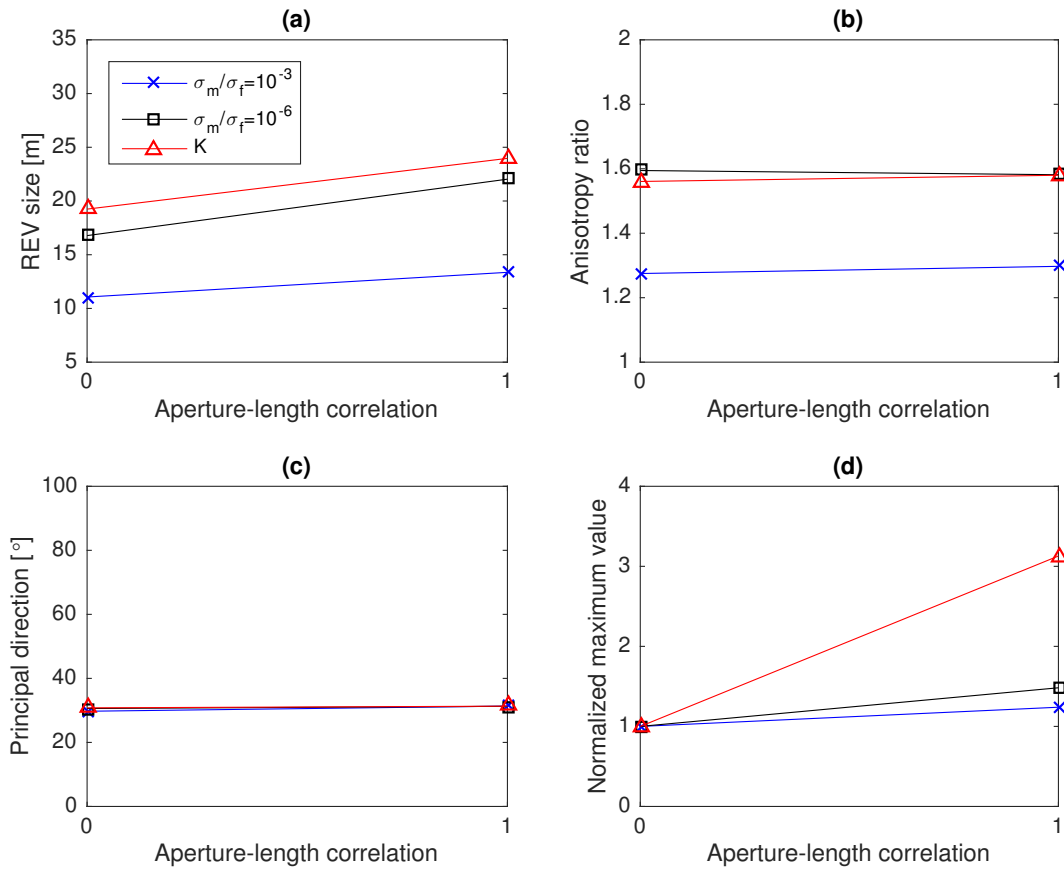 (a)
35
30
25
20
15
10
5
REV size [m]
σm/σf=10-3
σm/σf=10-6
K
0
1
Aperture-length correlation
(b)
2
1.8
1.6
1.4
1.2
1
Anisotropy ratio
0
1
Aperture-length correlation
(c)
100
80
60
40
20
0
Principal direction [°]
0
1
Aperture-length correlation
(d)
4
3
2
1
0
Normalized maximum value
0
1
Aperture-length correlation